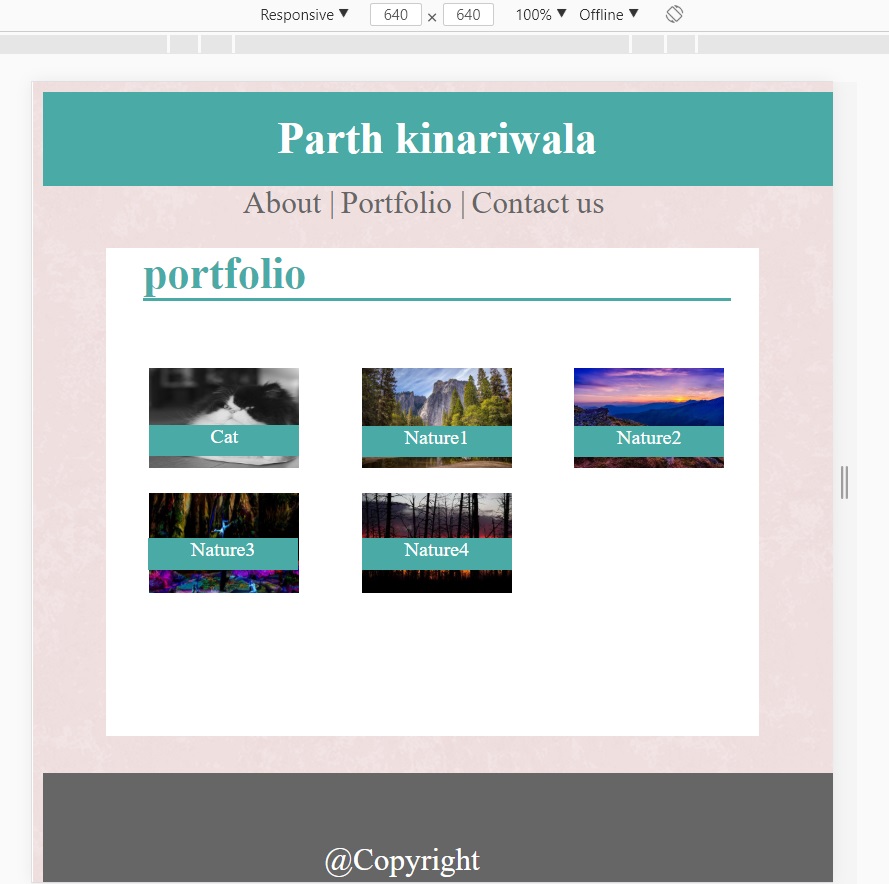 Responsive ▼ 640 × 640 100% ▼ Offline ▼
Parth kinariwala
About | Portfolio | Contact us
portfolio
Cat
Nature1
Nature2
Nature3
Nature4
@Copyright